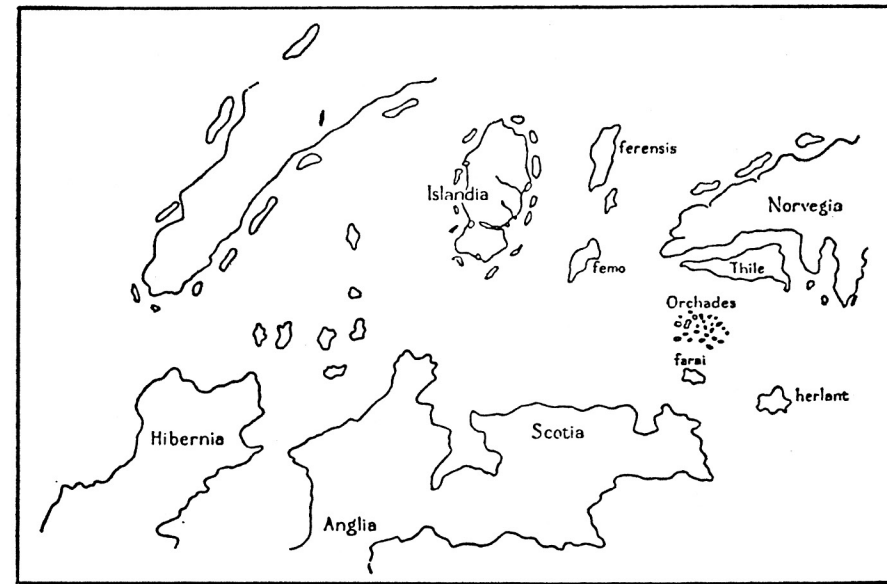 ferensis
Islandia
Norvegia
femo
Thile
Orchades
farai
herlant
Hibernia
Scotia
Anglia